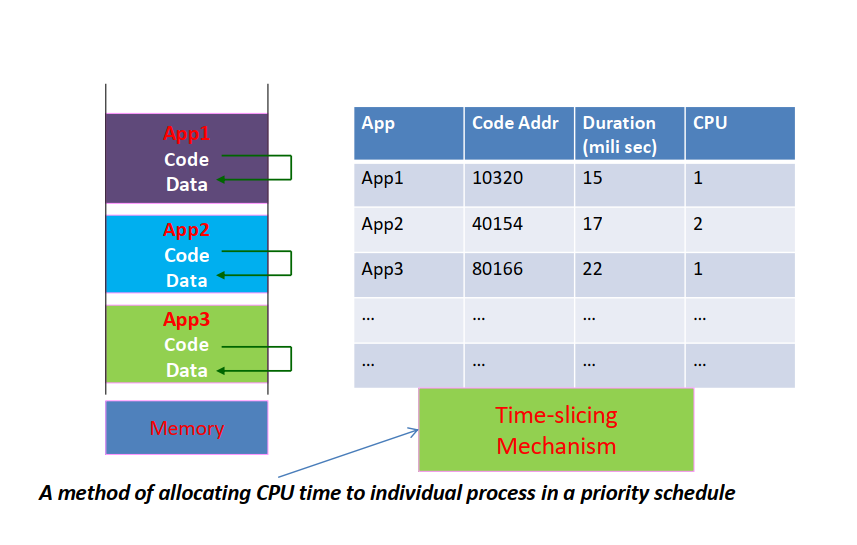 App1
Code
Data
App2
Code
Data
App3
Code
Data
Memory
App Code Addr Duration (mili sec) CPU
App1 10320 15 1
App2 40154 17 2
App3 80166 22 1
... ... ... ...
... ... ... ...
Time-slicing
Mechanism
A method of allocating CPU time to individual process in a priority schedule